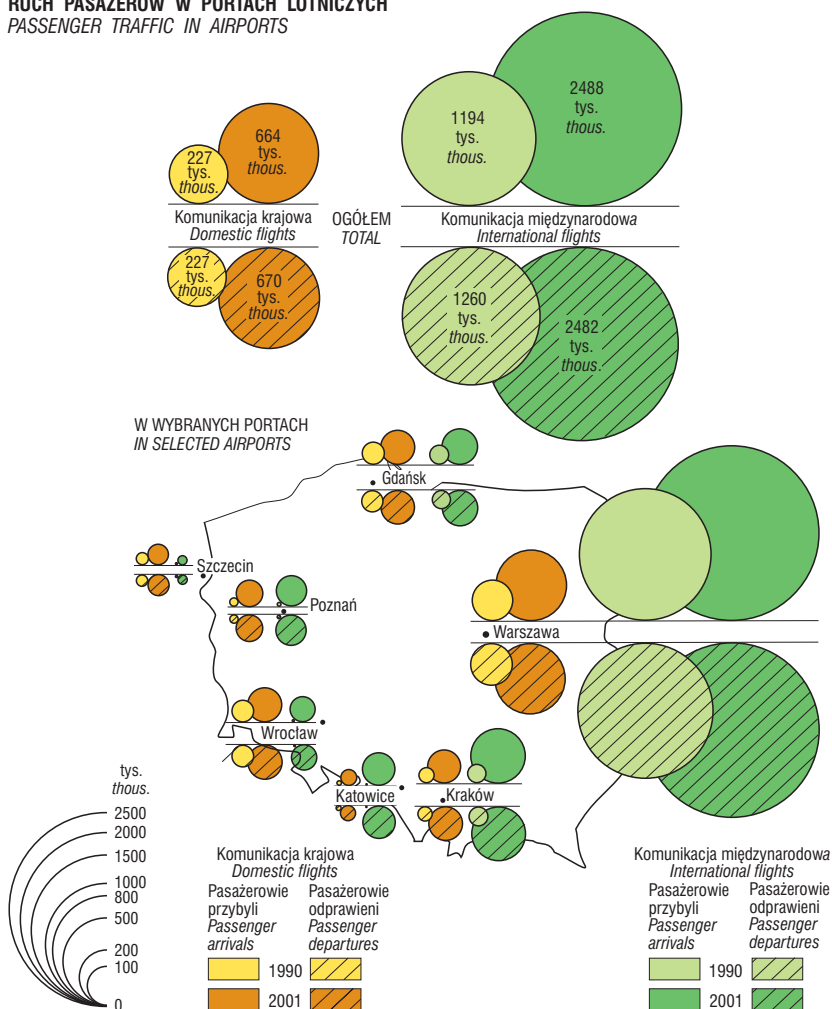 RUCH PASAŻERÓW W PORTACH LOTNICZYCH
PASSENGER TRAFFIC IN AIRPORTS
2488
tys.
thous.
1194
tys.
thous.
664
tys.
thous.
227
tys.
thous.
Komunikacja krajowa
Domestic flights
OGÓŁEM
TOTAL
Komunikacja międzynarodowa
International flights
227
tys.
thous.
670
tys.
thous.
1260
tys.
thous.
2482
tys.
thous.
W WYBRANYCH PORTACH
IN SELECTED AIRPORTS
Gdańsk
Szczecin
Poznań
Warszawa
Wrocław
Katowice
Kraków
tys.
thous.
2500
2000
1500
1000
800
500
200
100
0
Komunikacja krajowa
Domestic flights
Pasażerowie
przybyli
Passenger
arrivals
Pasażerowie
odprawieni
Passenger
departures
1990
2001
Komunikacja międzynarodowa
International flights
Pasażerowie
przybyli
Passenger
arrivals
Pasażerowie
odprawieni
Passenger
departures
1990
2001